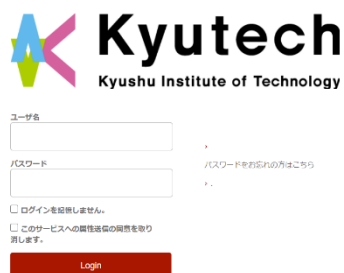 Kyutech
Kyushu Institute of Technology
ユーザ名
パスワード
パスワードをお忘れの方はこちら
ログインを記憶しません。
このサービスへの属性送信の同意を取り
消します。
Login